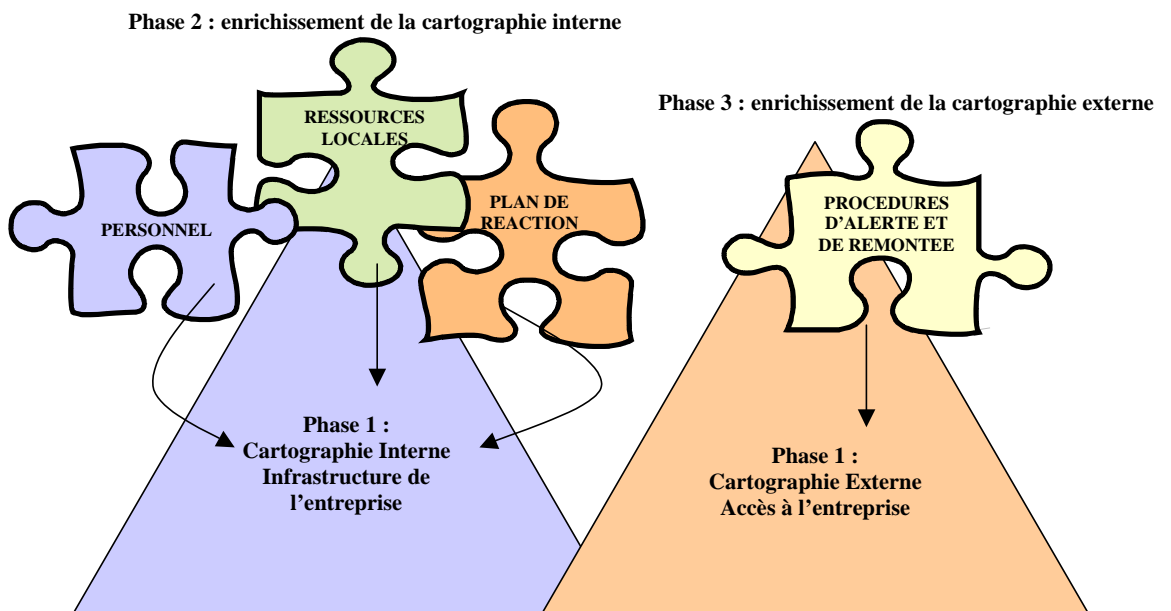 Phase 2 : enrichissement de la cartographie interne
RESSOURCES
LOCALES
PERSONNEL
PLAN DE
REACTION
Phase 1 :
Cartographie Interne
Infrastructure de
l’entreprise
Phase 3 : enrichissement de la cartographie externe
PROCEDURES
D’ALERTE ET
DE REMONTEE
Phase 1 :
Cartographie Externe
Accès à l’entreprise